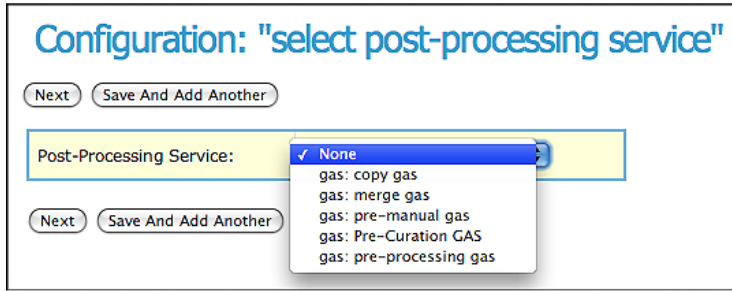 Configuration: "select post-processing service"
Next Save And Add Another
Post-Processing Service: ✓ None
gas: copy gas
gas: merge gas
gas: pre-manual gas
gas: Pre-Curation GAS
gas: pre-processing gas
Next Save And Add Another